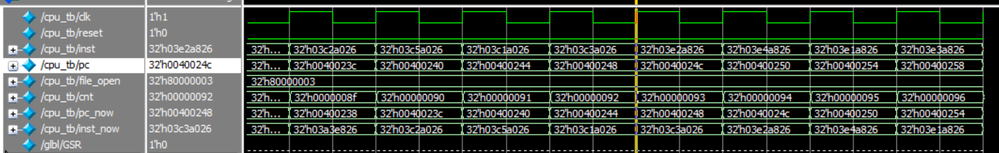 /cpu_tb/clk 1'h1
/cpu_tb/reset 1'h0
/cpu_tb/inst 32'h03e2a826 32'h... 32'h03c2a026 32'h03c5a026 32'h03c1a026 32'h03c3a026 32'h03e2a826 32'h03e4a826 32'h03e1a826 32'h03e3a826
/cpu_tb/pc 32'h0040024c 32'h... 32'h0040023c 32'h00400240 32'h00400244 32'h00400248 32'h0040024c 32'h00400250 32'h00400254 32'h00400258
/cpu_tb/file_open 32'h80000003 32'h80000003
/cpu_tb/cnt 32'h00000092 32'h... 32'h0000008f 32'h00000090 32'h00000091 32'h00000092 32'h00000093 32'h00000094 32'h00000095 32'h00000096
/cpu_tb/pc_now 32'h00400248 32'h... 32'h00400238 32'h0040023c 32'h00400240 32'h00400244 32'h00400248 32'h0040024c 32'h00400250 32'h00400254
/cpu_tb/inst_now 32'h03c3a026 32'h... 32'h03a3e826 32'h03c2a026 32'h03c5a026 32'h03c1a026 32'h03c3a026 32'h03e2a826 32'h03e4a826 32'h03e1a826
/glbl/GSR 1'h0